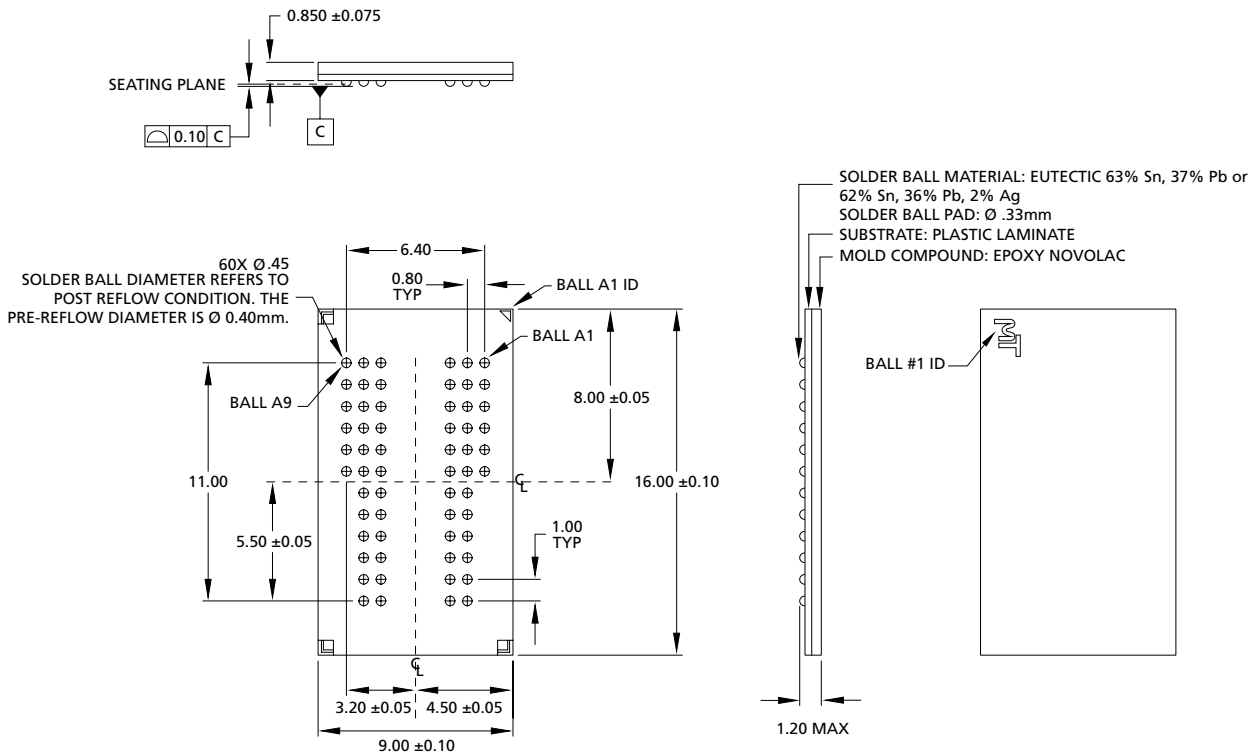 0.850 ±0.075
SEATING PLANE
0.10 C
C
SOLDER BALL MATERIAL: EUTECTIC 63% Sn, 37% Pb or
62% Sn, 36% Pb, 2% Ag
SOLDER BALL PAD: Ø .33mm
SUBSTRATE: PLASTIC LAMINATE
MOLD COMPOUND: EPOXY NOVOLAC
6.40
60X Ø.45
SOLDER BALL DIAMETER REFERS TO
POST REFLOW CONDITION. THE
PRE-REFLOW DIAMETER IS Ø 0.40mm.
0.80
TYP
BALL A1 ID
BALL A1
BALL #1 ID
BALL A9
8.00 ±0.05
11.00
16.00 ±0.10
5.50 ±0.05
1.00
TYP
CL
CL
3.20 ±0.05
4.50 ±0.05
9.00 ±0.10
1.20 MAX